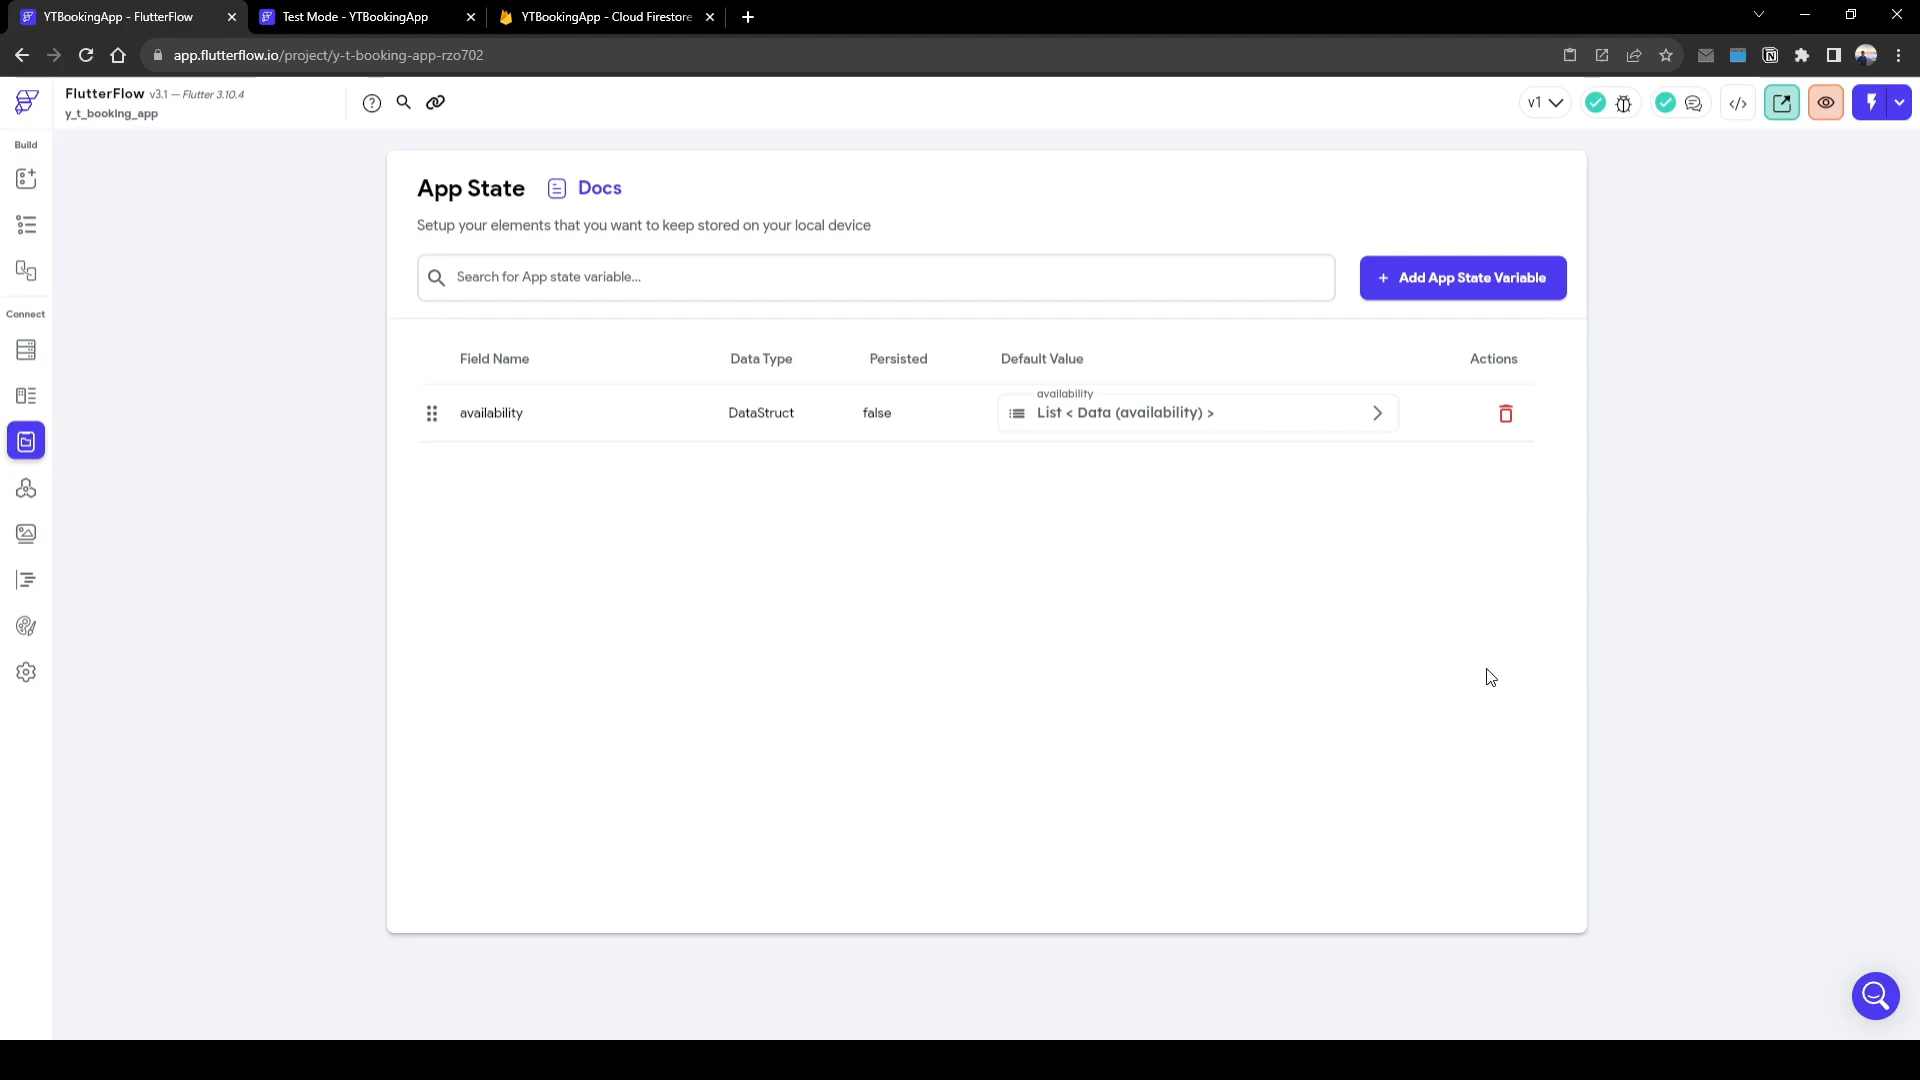 YTBookingApp - FlutterFlow
Test Mode - YTBookingApp
YTBookingApp - Cloud Firestore
app.flutterflow.io/project/y-t-booking-app-rzo702
FlutterFlow v3.1 — Flutter 3.10.4
y_t_booking_app
v1
Build
Connect
App State
Docs
Setup your elements that you want to keep stored on your local device
Search for App state variable...
+ Add App State Variable
Field Name
Data Type
Persisted
Default Value
Actions
availability
DataStruct
false
availability
List < Data (availability) >